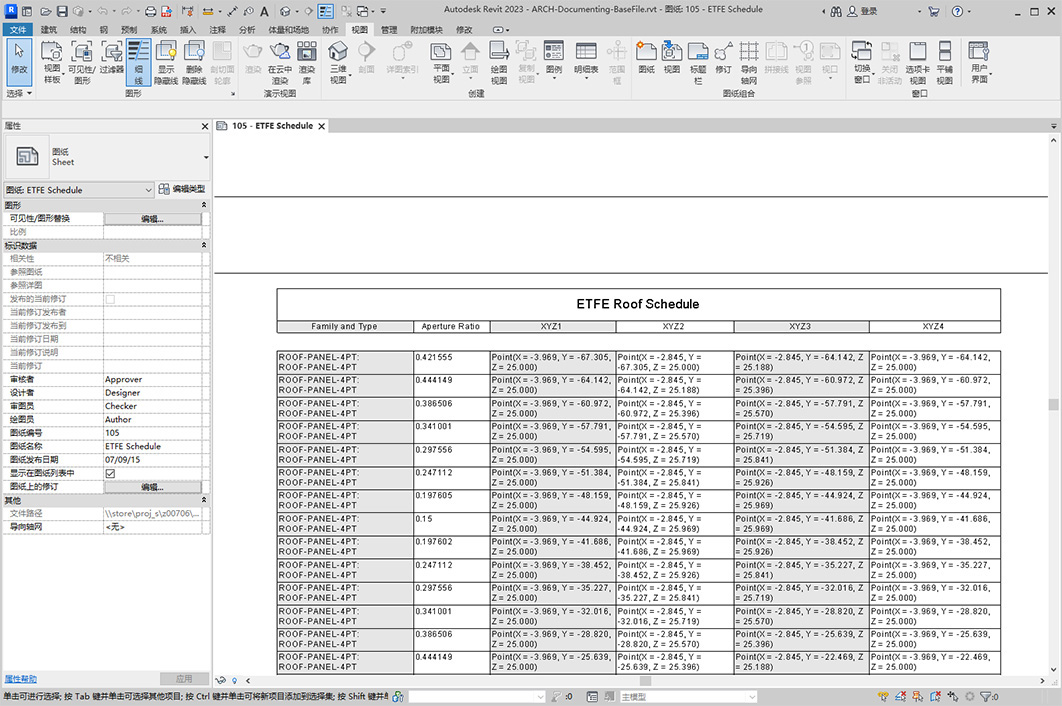 Autodesk Revit 2023 - ARCH-Documenting-BaseFile.rvt - 图纸: 105 - ETFE Schedule
登录
文件 建筑 结构 钢 预制 系统 插入 注释 分析 体量和场地 协作 视图 管理 附加模块 修改
修改
视图
样板
可见性/
图形
过滤器
细
线
显示
隐藏线
删除
隐藏线
剖切面
轮廓
渲染
在云中
渲染
渲染
库
三维
视图
剖面
详图索引
平面
视图
立面
绘图
视图
复制
视图
图例
明细表
范围
框
图纸
视图
标题
栏
修订
导向
轴网
拼接线
视图
参照
视口
切换
窗口
关闭
非活动
选项卡
视图
平铺
视图
用户
界面
选择 图形 演示视图 创建 图纸组合 窗口
属性
105 - ETFE Schedule
图纸
Sheet
图纸: ETFE Schedule 编辑类型
图形
可见性/图形替换 编辑...
比例
标识数据
相关性 不相关
参照图纸
参照详图
发布的当前修订
当前修订发布者
当前修订发布到
当前修订日期
当前修订说明
当前修订
审核者 Approver
设计者 Designer
审图员 Checker
绘图员 Author
图纸编号 105
图纸名称 ETFE Schedule
图纸发布日期 07/09/15
显示在图纸列表中
图纸上的修订 编辑...
其他
文件路径 \\store\proj_s\z00706\...
导向轴网 <无>
属性帮助 应用
ETFE Roof Schedule
Family and Type Aperture Ratio XYZ1 XYZ2 XYZ3 XYZ4
ROOF-PANEL-4PT: 0.421555 Point(X = -3.969, Y = -67.305, Point(X = -2.845, Y = Point(X = -2.845, Y = -64.142, Z Point(X = -3.969, Y = -64.142,
ROOF-PANEL-4PT Z = 25.000) -67.305, Z = 25.000) = 25.188) Z = 25.000)
ROOF-PANEL-4PT: 0.444149 Point(X = -3.969, Y = -64.142, Point(X = -2.845, Y = Point(X = -2.845, Y = -60.972, Z Point(X = -3.969, Y = -60.972,
ROOF-PANEL-4PT Z = 25.000) -64.142, Z = 25.188) = 25.396) Z = 25.000)
ROOF-PANEL-4PT: 0.386506 Point(X = -3.969, Y = -60.972, Point(X = -2.845, Y = Point(X = -2.845, Y = -57.791, Z Point(X = -3.969, Y = -57.791,
ROOF-PANEL-4PT Z = 25.000) -60.972, Z = 25.396) = 25.570) Z = 25.000)
ROOF-PANEL-4PT: 0.341001 Point(X = -3.969, Y = -57.791, Point(X = -2.845, Y = Point(X = -2.845, Y = -54.595, Z Point(X = -3.969, Y = -54.595,
ROOF-PANEL-4PT Z = 25.000) -57.791, Z = 25.570) = 25.719) Z = 25.000)
ROOF-PANEL-4PT: 0.297556 Point(X = -3.969, Y = -54.595, Point(X = -2.845, Y = Point(X = -2.845, Y = -51.384, Z Point(X = -3.969, Y = -51.384,
ROOF-PANEL-4PT Z = 25.000) -54.595, Z = 25.719) = 25.841) Z = 25.000)
ROOF-PANEL-4PT: 0.247112 Point(X = -3.969, Y = -51.384, Point(X = -2.845, Y = Point(X = -2.845, Y = -48.159, Z Point(X = -3.969, Y = -48.159,
ROOF-PANEL-4PT Z = 25.000) -51.384, Z = 25.841) = 25.926) Z = 25.000)
ROOF-PANEL-4PT: 0.197605 Point(X = -3.969, Y = -48.159, Point(X = -2.845, Y = Point(X = -2.845, Y = -44.924, Z Point(X = -3.969, Y = -44.924,
ROOF-PANEL-4PT Z = 25.000) -48.159, Z = 25.926) = 25.969) Z = 25.000)
ROOF-PANEL-4PT: 0.15 Point(X = -3.969, Y = -44.924, Point(X = -2.845, Y = Point(X = -2.845, Y = -41.686, Z Point(X = -3.969, Y = -41.686,
ROOF-PANEL-4PT Z = 25.000) -44.924, Z = 25.969) = 25.969) Z = 25.000)
ROOF-PANEL-4PT: 0.197602 Point(X = -3.969, Y = -41.686, Point(X = -2.845, Y = Point(X = -2.845, Y = -38.452, Z Point(X = -3.969, Y = -38.452,
ROOF-PANEL-4PT Z = 25.000) -41.686, Z = 25.969) = 25.926) Z = 25.000)
ROOF-PANEL-4PT: 0.247112 Point(X = -3.969, Y = -38.452, Point(X = -2.845, Y = Point(X = -2.845, Y = -35.227, Z Point(X = -3.969, Y = -35.227,
ROOF-PANEL-4PT Z = 25.000) -38.452, Z = 25.926) = 25.841) Z = 25.000)
ROOF-PANEL-4PT: 0.297556 Point(X = -3.969, Y = -35.227, Point(X = -2.845, Y = Point(X = -2.845, Y = -32.016, Z Point(X = -3.969, Y = -32.016,
ROOF-PANEL-4PT Z = 25.000) -35.227, Z = 25.841) = 25.719) Z = 25.000)
ROOF-PANEL-4PT: 0.341001 Point(X = -3.969, Y = -32.016, Point(X = -2.845, Y = Point(X = -2.845, Y = -28.820, Z Point(X = -3.969, Y = -28.820,
ROOF-PANEL-4PT Z = 25.000) -32.016, Z = 25.719) = 25.570) Z = 25.000)
ROOF-PANEL-4PT: 0.386506 Point(X = -3.969, Y = -28.820, Point(X = -2.845, Y = Point(X = -2.845, Y = -25.639, Z Point(X = -3.969, Y = -25.639,
ROOF-PANEL-4PT Z = 25.000) -28.820, Z = 25.570) = 25.396) Z = 25.000)
ROOF-PANEL-4PT: 0.444149 Point(X = -3.969, Y = -25.639, Point(X = -2.845, Y = Point(X = -2.845, Y = -22.469, Z Point(X = -3.969, Y = -22.469,
ROOF-PANEL-4PT Z = 25.000) -25.639, Z = 25.396) = 25.188) Z = 25.000)
单击可进行选择; 按 Tab 键并单击可选择其他项目; 按 Ctrl 键并单击可将新项目添加到选择集; 按 Shift 键并单 :0 主模型 :0